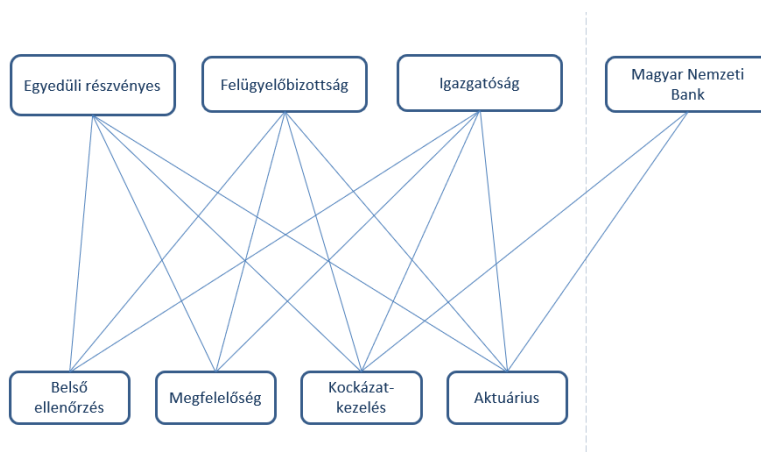 Egyedüli részvényes
Felügyelőbizottság
Igazgatóság
Magyar Nemzeti
Bank
Belső
ellenőrzés
Megfelelőség
Kockázat-
kezelés
Aktuárius